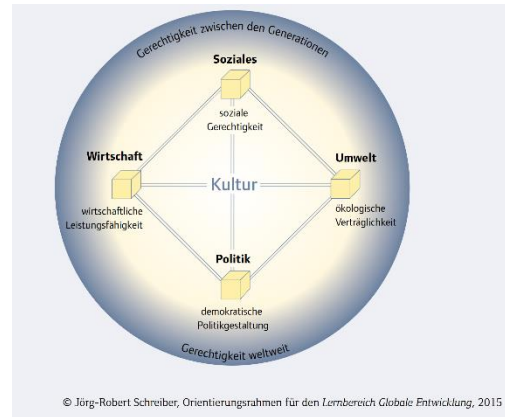 Gerechtigkeit zwischen den Generationen
Soziales
soziale
Gerechtigkeit
Wirtschaft
wirtschaftliche
Leistungsfähigkeit
Kultur
Umwelt
ökologische
Verträglichkeit
Politik
demokratische
Politikgestaltung
Gerechtigkeit weltweit
© Jörg-Robert Schreiber, Orientierungsrahmen für den Lernbereich Globale Entwicklung, 2015